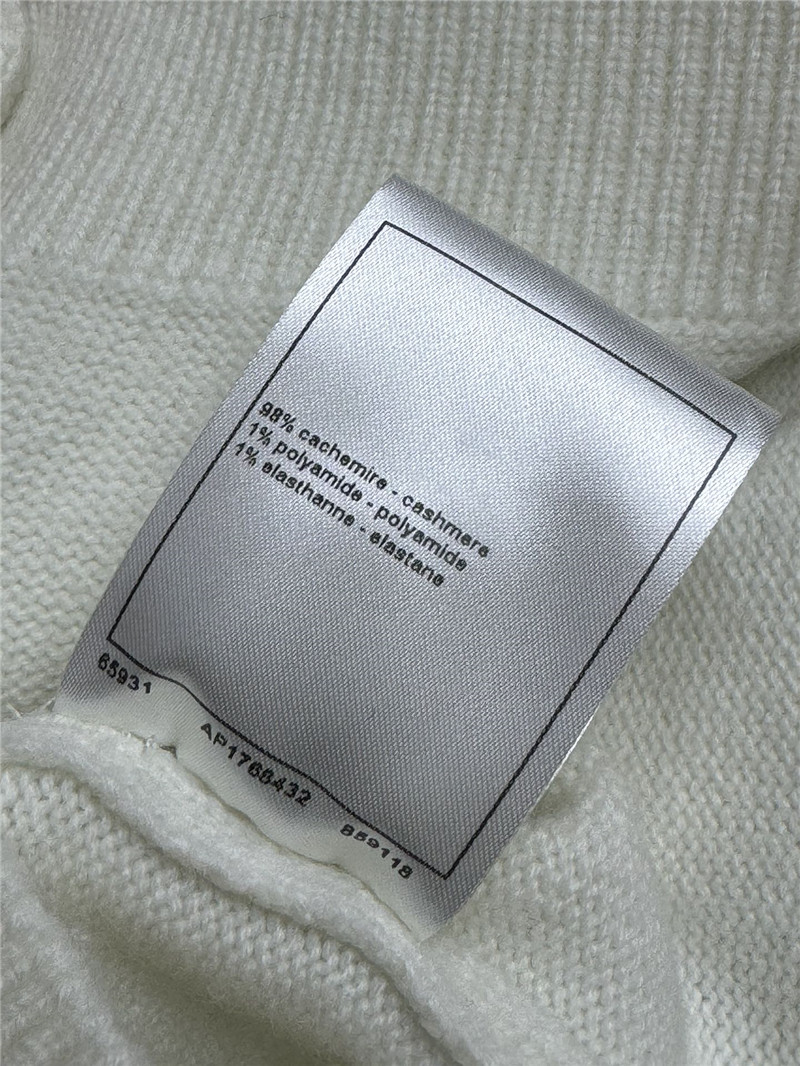 98% cachemire - cashmere
1% polyamide - polyamide
1% elasthanne - elastane
65931 AP1768432 859118